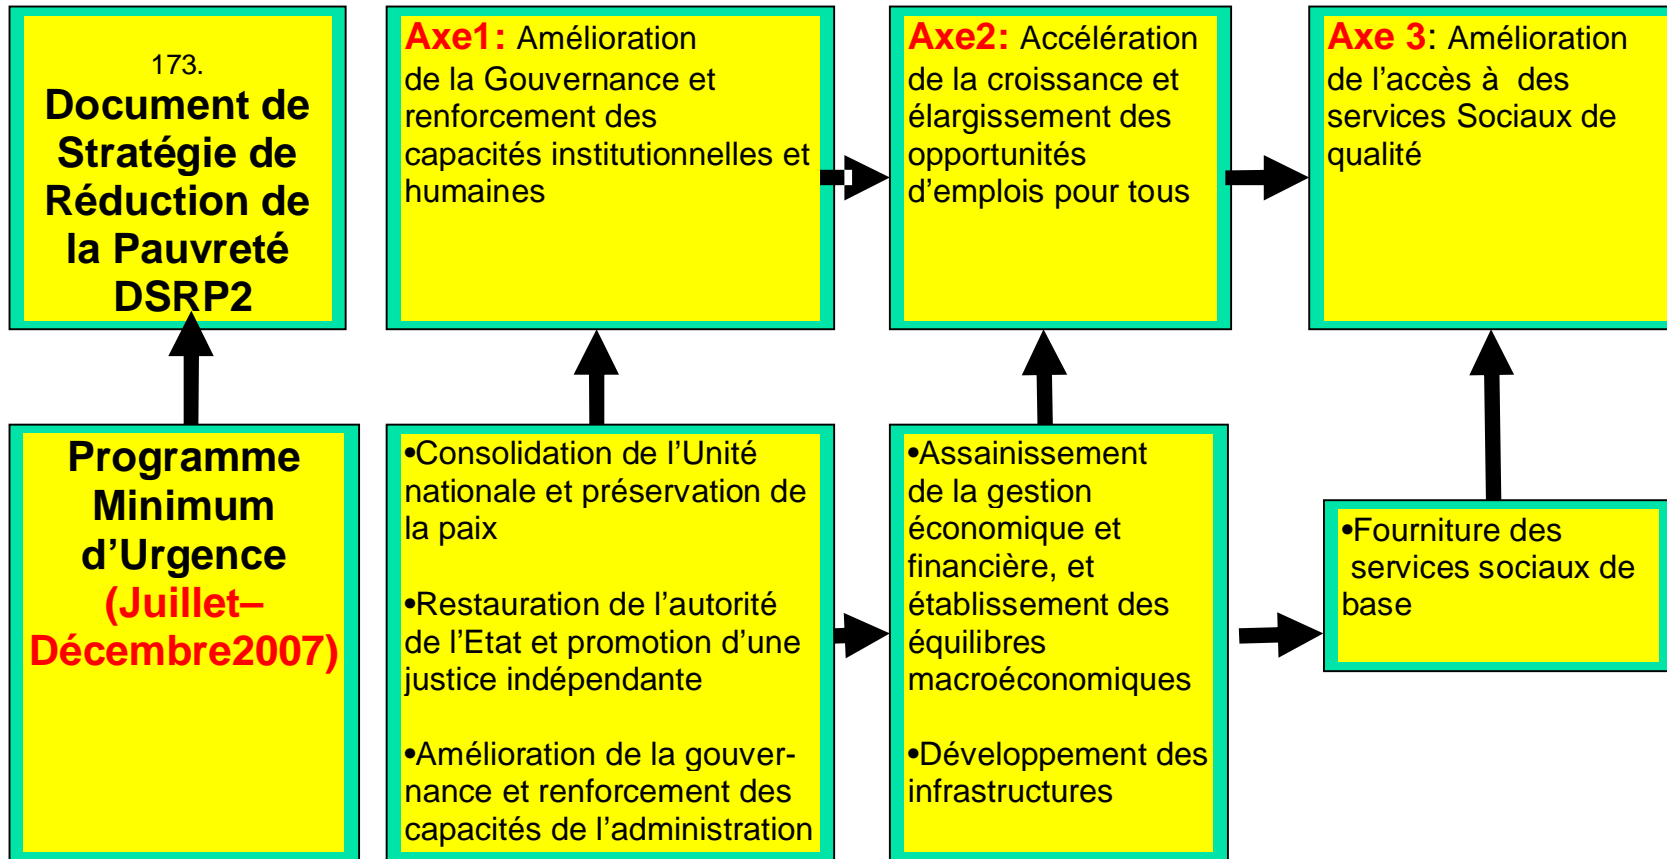 173.
Document de
Stratégie de
Réduction de
la Pauvreté
DSRP2
Axe1: Amélioration
de la Gouvernance et
renforcement des
capacités institutionnelles et
humaines
Axe2: Accélération
de la croissance et
élargissement des
opportunités
d'emplois pour tous
Axe 3: Amélioration
de l'accès à des
services Sociaux de
qualité
Programme
Minimum
d'Urgence
(Juillet–
Décembre2007)
•Consolidation de l'Unité
nationale et préservation de
la paix
•Restauration de l'autorité
de l'Etat et promotion d'une
justice indépendante
•Amélioration de la gouver-
nance et renforcement des
capacités de l'administration
•Assainissement
de la gestion
économique et
financière, et
établissement des
équilibres
macroéconomiques
•Développement des
infrastructures
•Fourniture des
services sociaux de
base